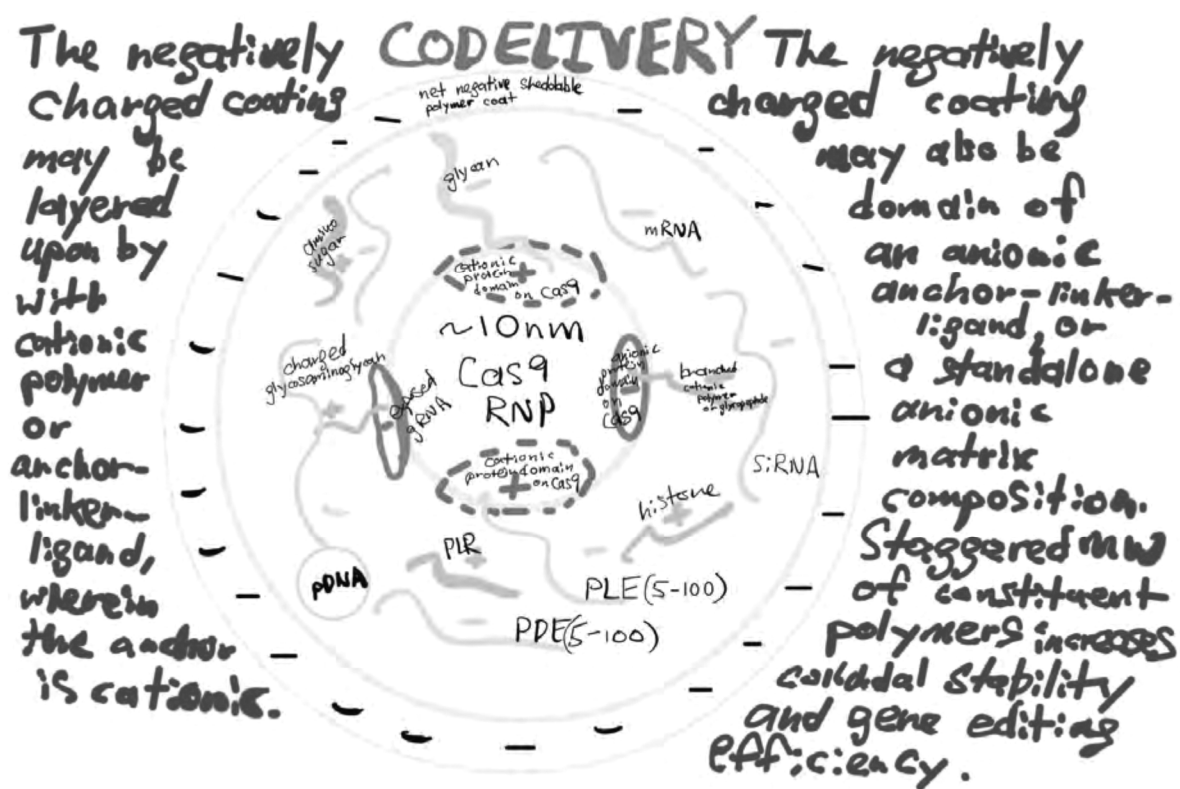 CODELIVERY
The negatively
charged coating
may be
layered
upon by
with
cationic
polymer
or
anchor-
linker-
ligand,
wherein
the anchor
is cationic.
net negative sheddable
polymer coat
glycan
mRNA
amino
sugar
cationic
protein
domain
on Cas9
~10nm
Cas9
RNP
charged
glycosaminoglycan
exposed
gRNA
anionic
protein
domain
on
Cas9
branched
cationic
polymer
or glycopeptide
cationic
protein domain
on Cas9
siRNA
histone
PLR
pDNA
PLE(5-100)
PDE(5-100)
The negatively
charged coating
may also be
domain of
an anionic
anchor-linker-
ligand, or
a standalone
anionic
matrix
composition.
Staggered MW
of constituent
polymers increases
colloidal stability
and gene editing
efficiency.